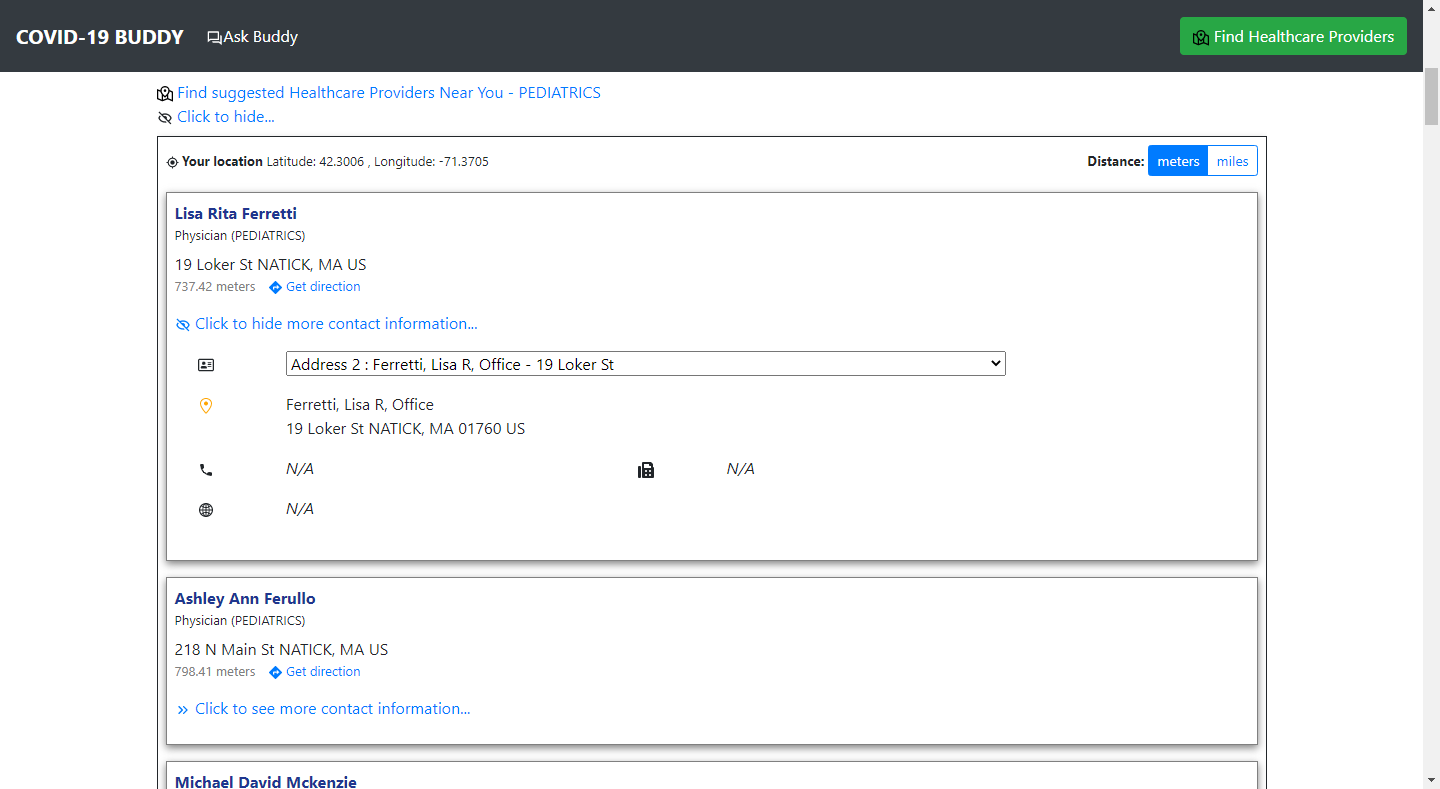 COVID-19 BUDDY Ask Buddy Find Healthcare Providers
Find suggested Healthcare Providers Near You - PEDIATRICS
Click to hide...
Your location Latitude: 42.3006 , Longitude: -71.3705 Distance: meters miles
Lisa Rita Ferretti
Physician (PEDIATRICS)
19 Loker St NATICK, MA US
737.42 meters Get direction
Click to hide more contact information...
Address 2 : Ferretti, Lisa R, Office - 19 Loker St
Ferretti, Lisa R, Office
19 Loker St NATICK, MA 01760 US
N/A N/A
N/A
Ashley Ann Ferullo
Physician (PEDIATRICS)
218 N Main St NATICK, MA US
798.41 meters Get direction
Click to see more contact information...
Michael David Mckenzie